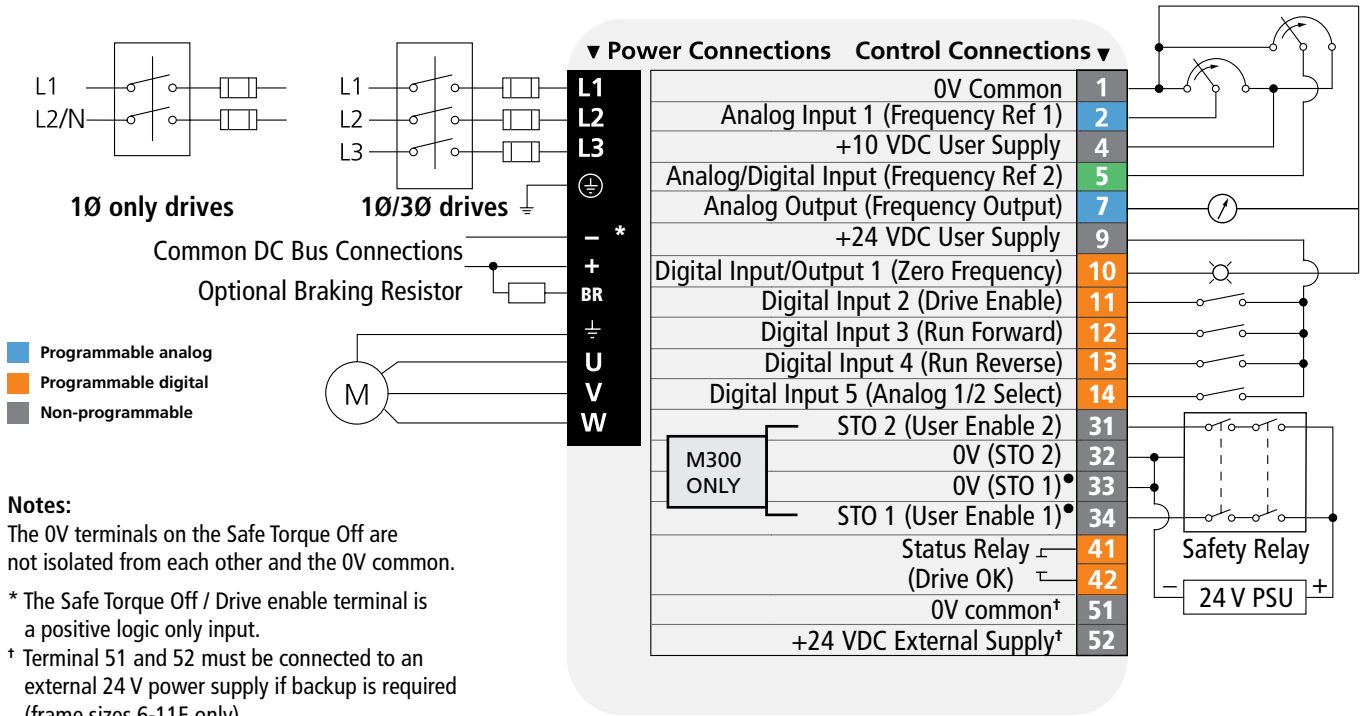 ▼ Power Connections Control Connections ▼
L1
L2/N
1Ø only drives
L1
L2
L3
1Ø/3Ø drives
Common DC Bus Connections
Optional Braking Resistor
M
L1
L2
L3
– *
+
BR
U
V
W
0V Common 1
Analog Input 1 (Frequency Ref 1) 2
+10 VDC User Supply 4
Analog/Digital Input (Frequency Ref 2) 5
Analog Output (Frequency Output) 7
+24 VDC User Supply 9
Digital Input/Output 1 (Zero Frequency) 10
Digital Input 2 (Drive Enable) 11
Digital Input 3 (Run Forward) 12
Digital Input 4 (Run Reverse) 13
Digital Input 5 (Analog 1/2 Select) 14
STO 2 (User Enable 2) 31
0V (STO 2) 32
0V (STO 1)● 33
STO 1 (User Enable 1)● 34
M300
ONLY
Status Relay 41
(Drive OK) 42
0V common† 51
+24 VDC External Supply† 52
Safety Relay
– 24 V PSU +
Programmable analog
Programmable digital
Non-programmable
Notes:
The 0V terminals on the Safe Torque Off are
not isolated from each other and the 0V common.
* The Safe Torque Off / Drive enable terminal is
a positive logic only input.
† Terminal 51 and 52 must be connected to an
external 24 V power supply if backup is required
(frame sizes 6-11E only)